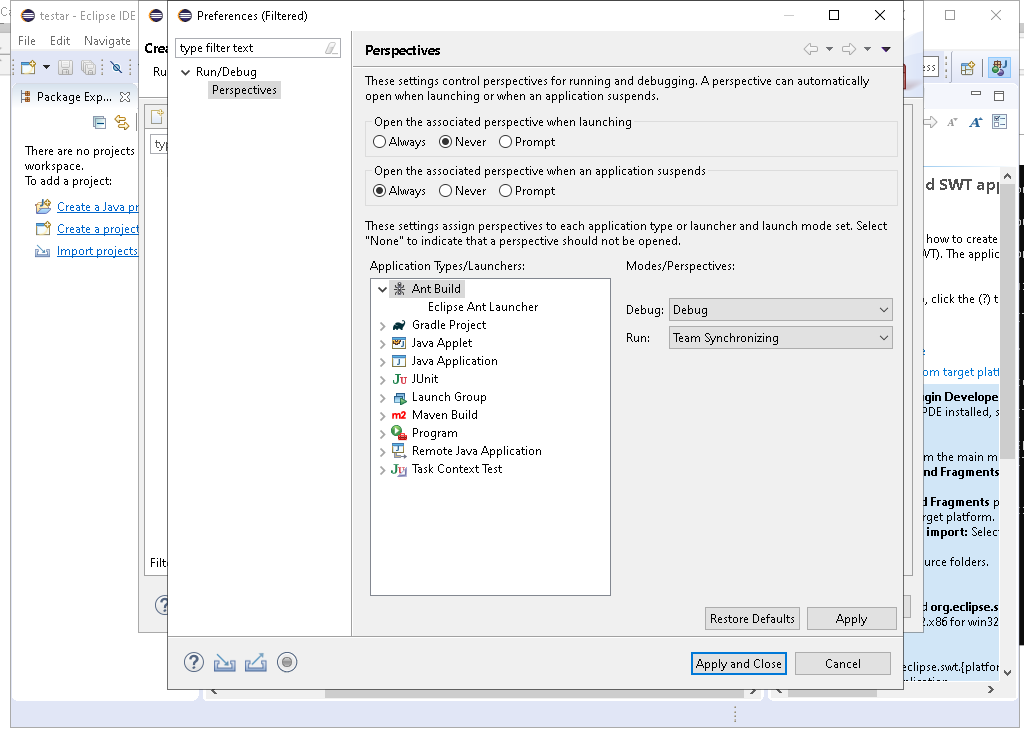 testar - Eclipse IDE
File Edit Navigate
Package Exp...
There are no projects
workspace.
To add a project:
Create a Java pr
Create a project
Import projects
Crea
Ru
typ
Filt
Preferences (Filtered)
type filter text
Run/Debug
Perspectives
Perspectives
These settings control perspectives for running and debugging. A perspective can automatically
open when launching or when an application suspends.
Open the associated perspective when launching
Always Never Prompt
Open the associated perspective when an application suspends
Always Never Prompt
These settings assign perspectives to each application type or launcher and launch mode set. Select
"None" to indicate that a perspective should not be opened.
Application Types/Launchers:
Ant Build
Eclipse Ant Launcher
Gradle Project
Java Applet
Java Application
Ju JUnit
Launch Group
m2 Maven Build
Program
Remote Java Application
Ju Task Context Test
Modes/Perspectives:
Debug: Debug
Run: Team Synchronizing
Restore Defaults Apply
Apply and Close Cancel
ess
d SWT app
how to create
WT). The applic
, click the (?) t
om target platf
ugin Develope
PDE installed, s
m the main m
nd Fragments
d Fragments p
rget platform.
import: Select
urce folders.
d org.eclipse.s
2.x86 for win32
eclipse.swt.{platfor